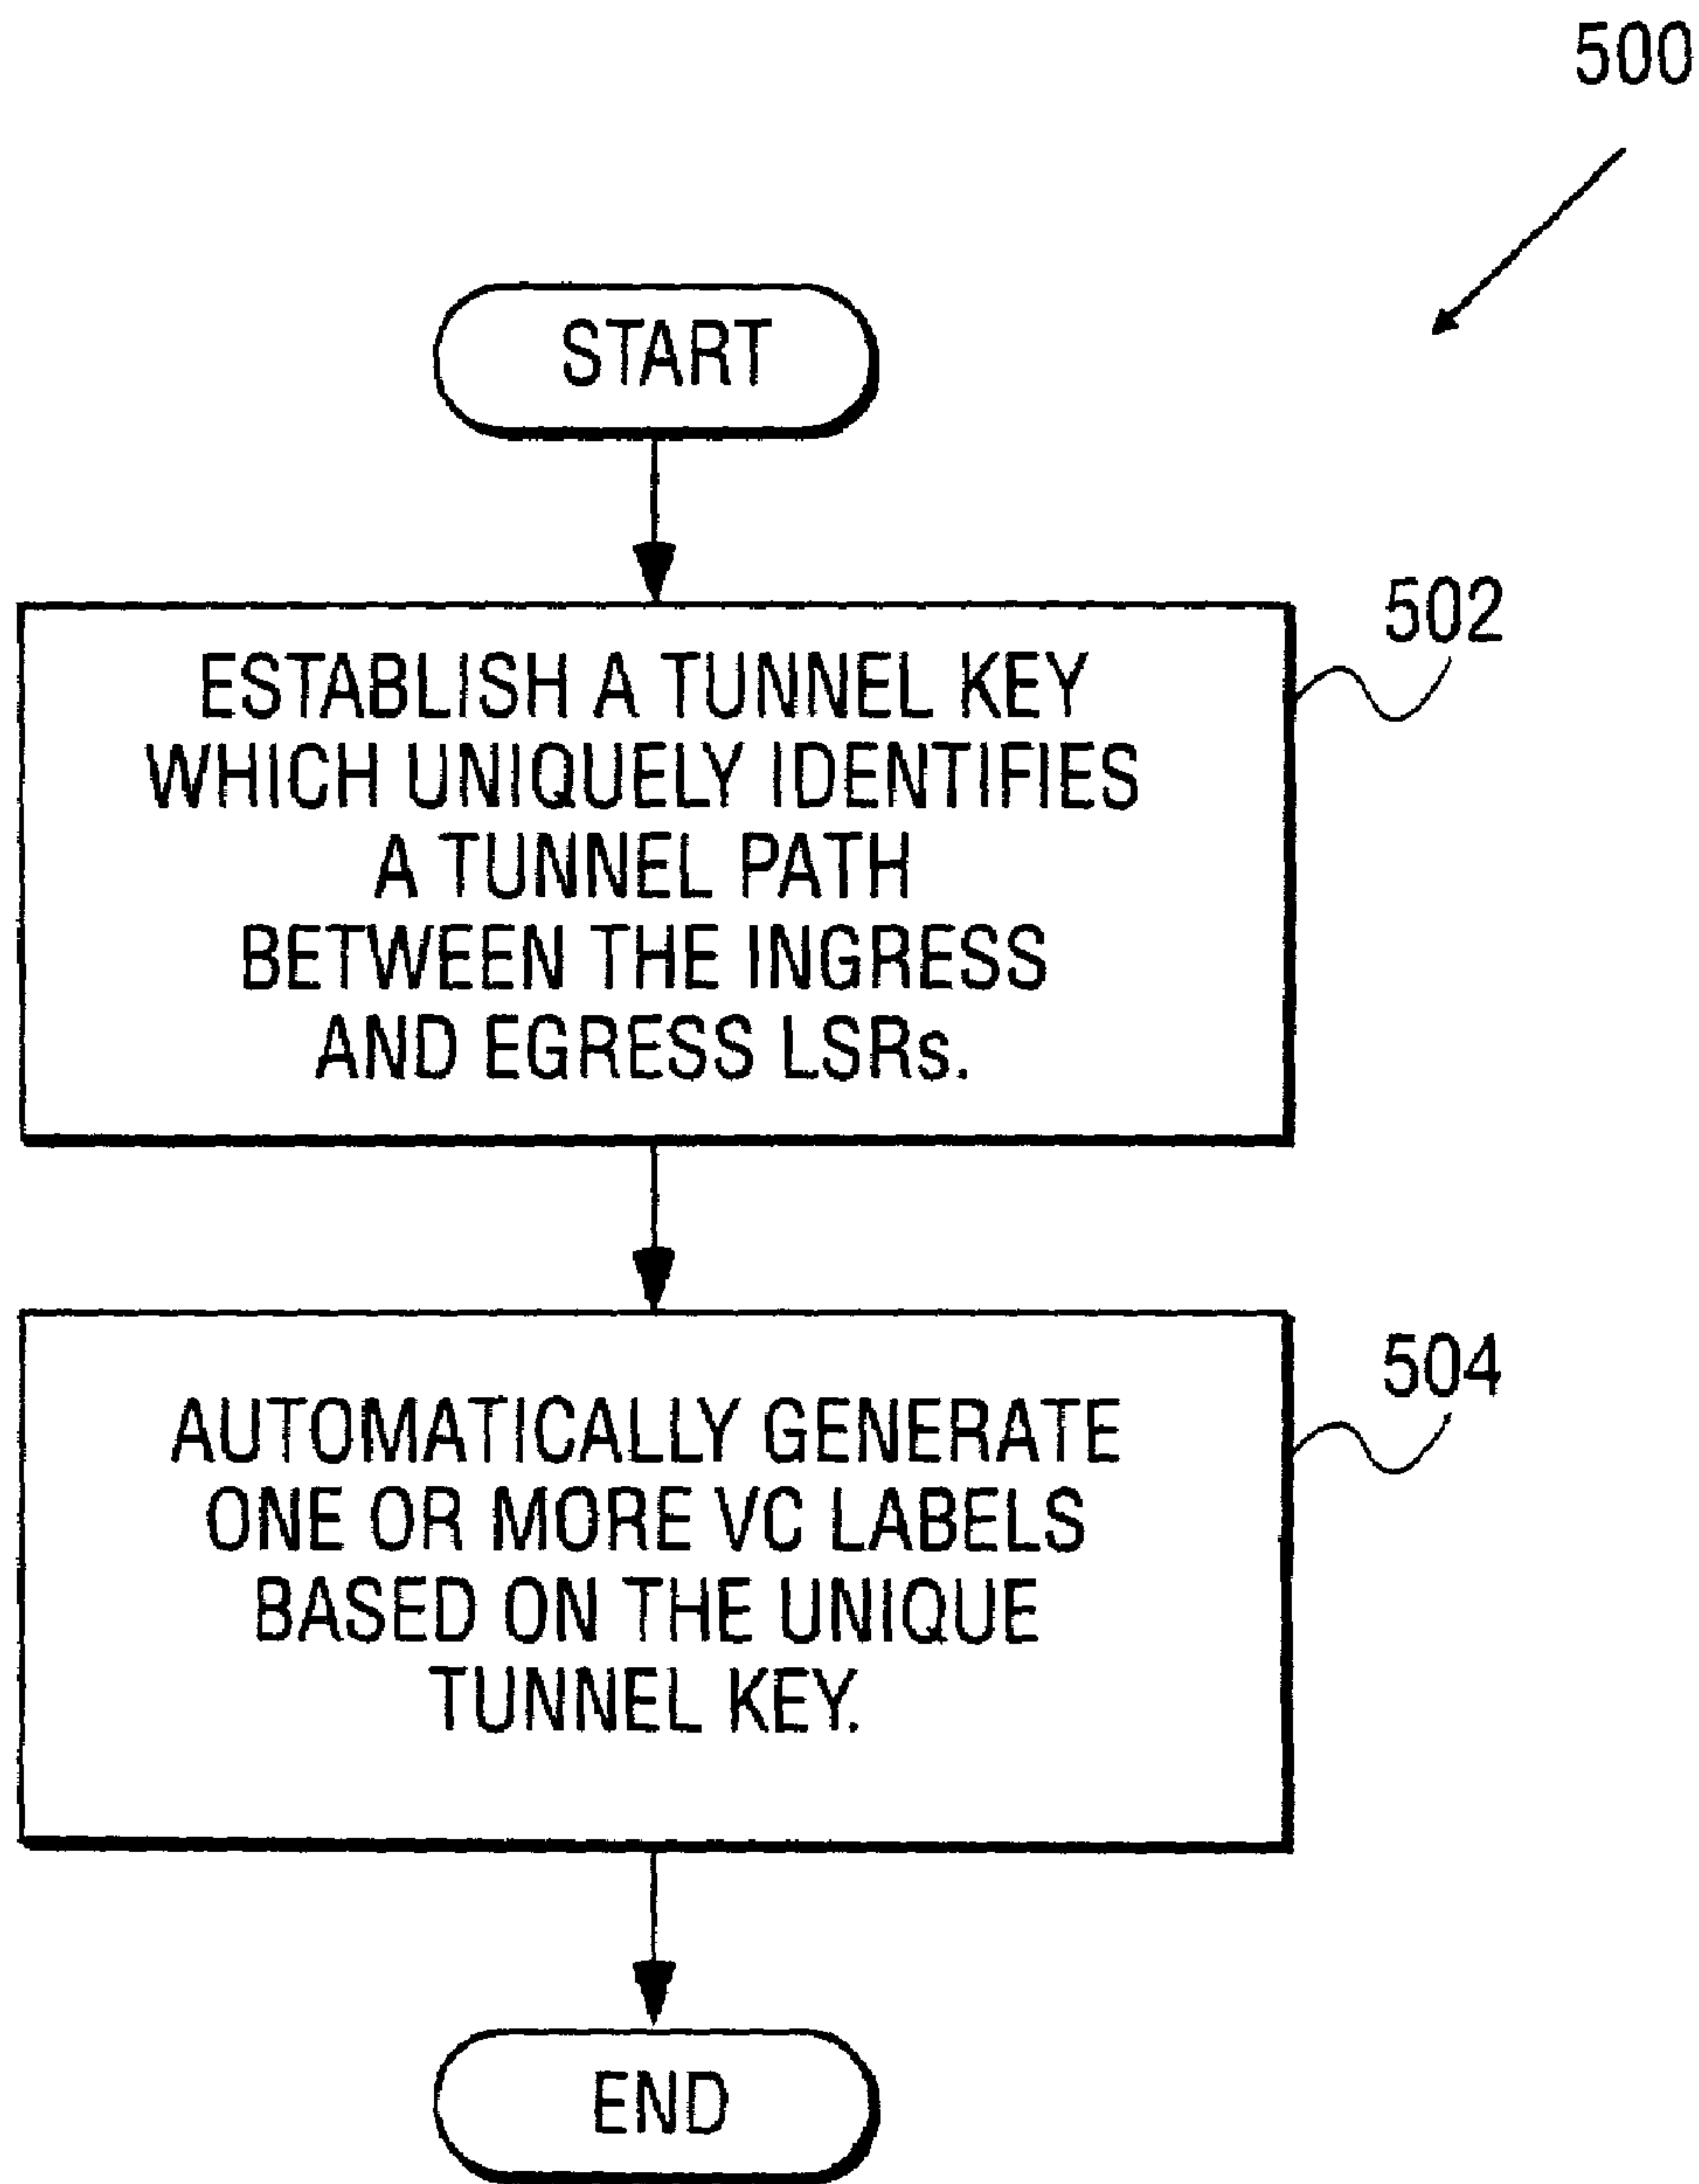 500
START
502
ESTABLISH A TUNNEL KEY
WHICH UNIQUELY IDENTIFIES
A TUNNEL PATH
BETWEEN THE INGRESS
AND EGRESS LSRs.
504
AUTOMATICALLY GENERATE
ONE OR MORE VC LABELS
BASED ON THE UNIQUE
TUNNEL KEY.
END